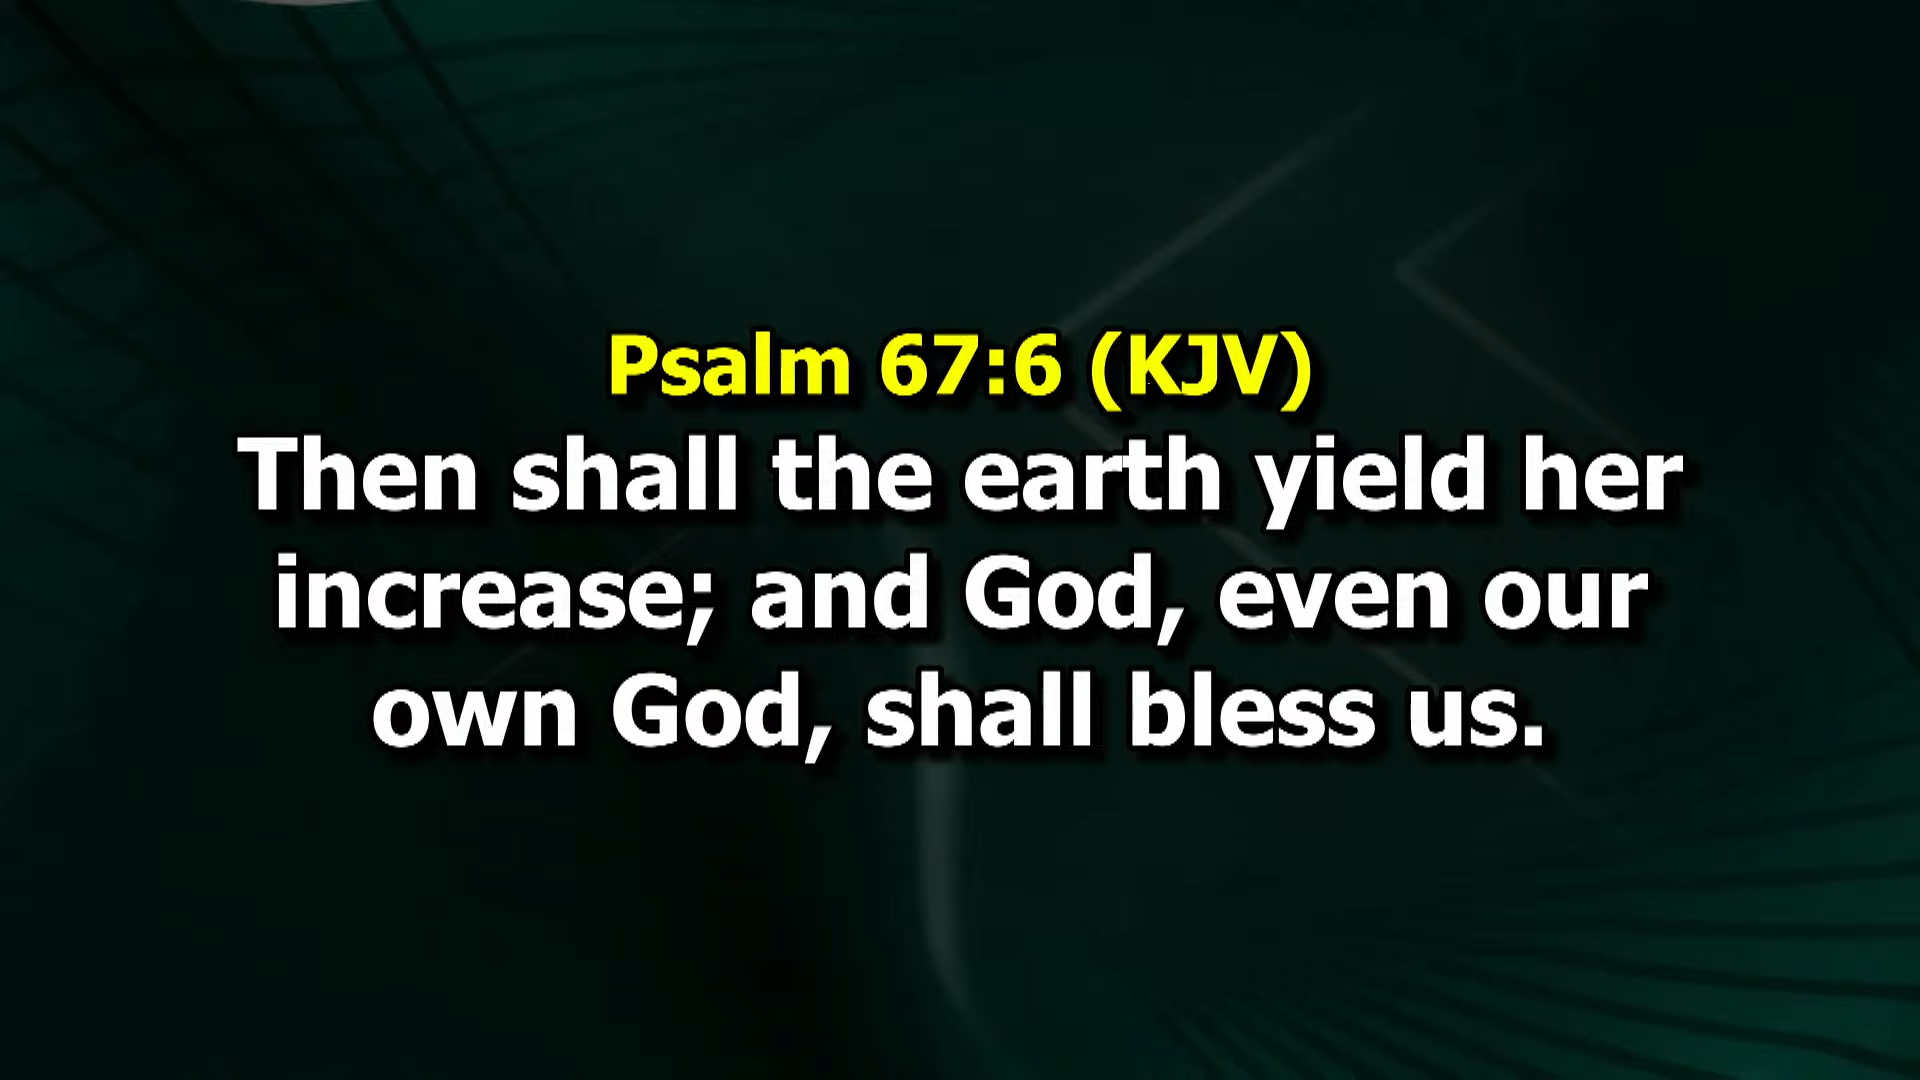 Psalm 67:6 (KJV)
Then shall the earth yield her
increase; and God, even our
own God, shall bless us.